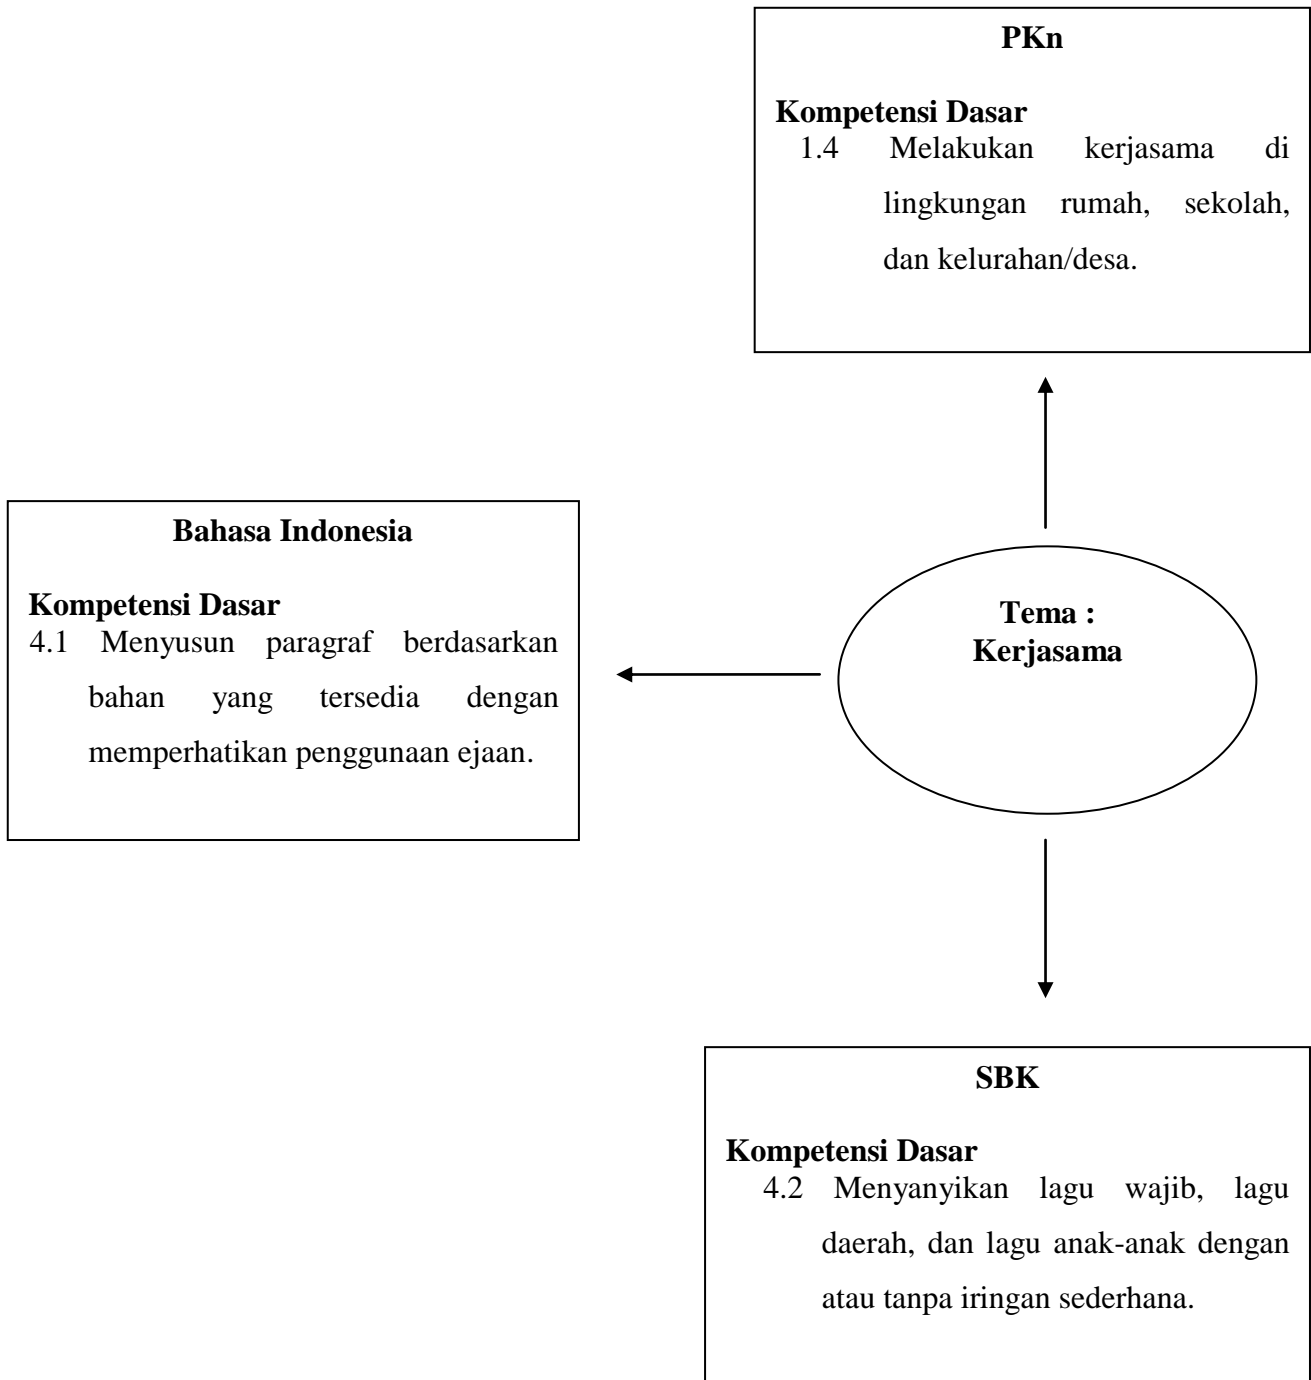 PKn
Kompetensi Dasar
1.4 Melakukan kerjasama di
lingkungan rumah, sekolah,
dan kelurahan/desa.
Bahasa Indonesia
Kompetensi Dasar
4.1 Menyusun paragraf berdasarkan
bahan yang tersedia dengan
memperhatikan penggunaan ejaan.
Tema :
Kerjasama
SBK
Kompetensi Dasar
4.2 Menyanyikan lagu wajib, lagu
daerah, dan lagu anak-anak dengan
atau tanpa iringan sederhana.